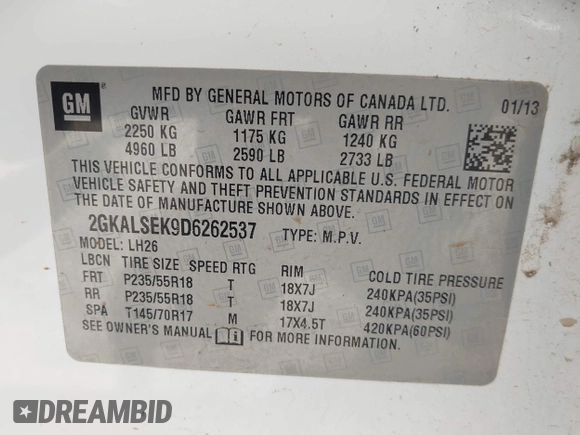 GM
MFD BY GENERAL MOTORS OF CANADA LTD. 01/13
GVWR GAWR FRT GAWR RR
2250 KG 1175 KG 1240 KG
4960 LB 2590 LB 2733 LB
THIS VEHICLE CONFORMS TO ALL APPLICABLE U.S. FEDERAL MOTOR
VEHICLE SAFETY AND THEFT PREVENTION STANDARDS IN EFFECT ON
THE DATE OF MANUFACTURE SHOWN ABOVE.
2GKALSEK9D6262537 TYPE: M.P.V.
MODEL: LH26
LBCN TIRE SIZE SPEED RTG RIM COLD TIRE PRESSURE
FRT P235/55R18 T 18X7J 240KPA(35PSI)
RR P235/55R18 T 18X7J 240KPA(35PSI)
SPA T145/70R17 M 17X4.5T 420KPA(60PSI)
SEE OWNER'S MANUAL FOR MORE INFORMATION.
DREAMBID